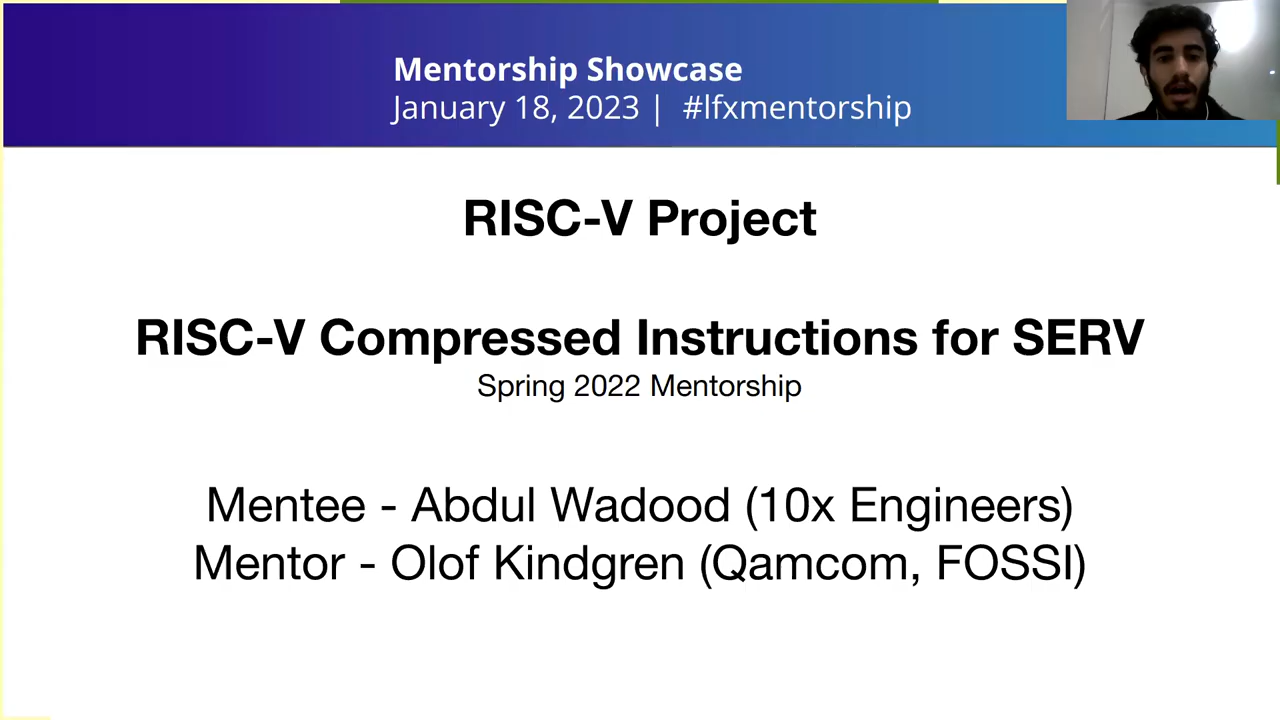 Mentorship Showcase
January 18, 2023 | #lfxmentorship
RISC-V Project
RISC-V Compressed Instructions for SERV
Spring 2022 Mentorship
Mentee - Abdul Wadood (10x Engineers)
Mentor - Olof Kindgren (Qamcom, FOSSI)